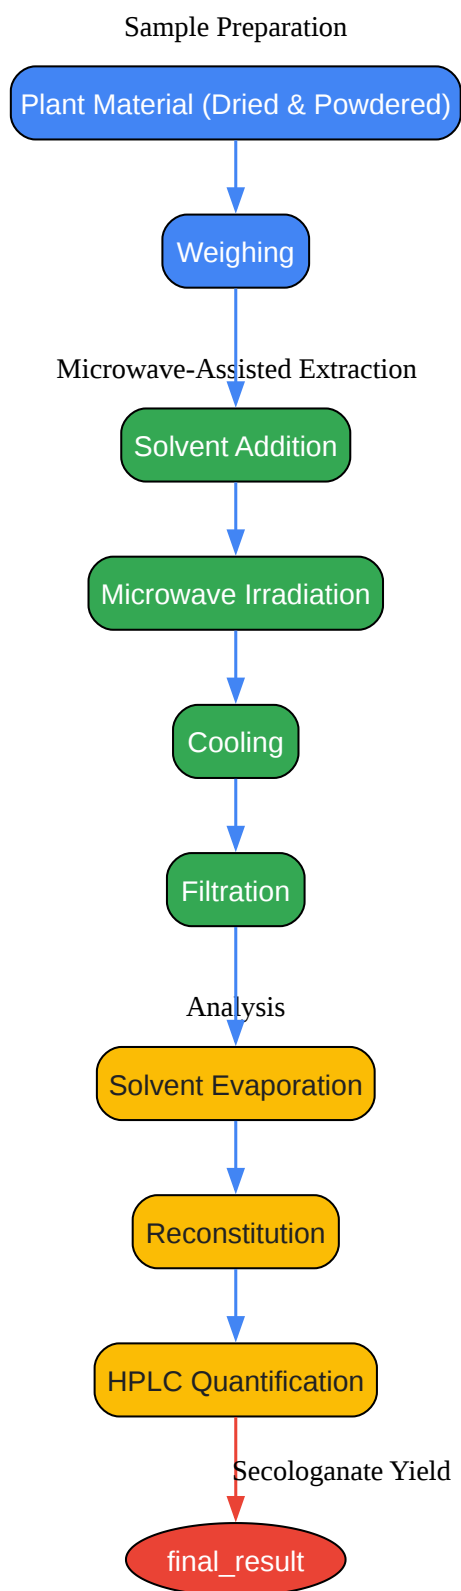 Sample Preparation
Plant Material (Dried & Powdered)
Weighing
Microwave-Assisted Extraction
Solvent Addition
Microwave Irradiation
Cooling
Filtration
Analysis
Solvent Evaporation
Reconstitution
HPLC Quantification
Secologanate Yield
final_result